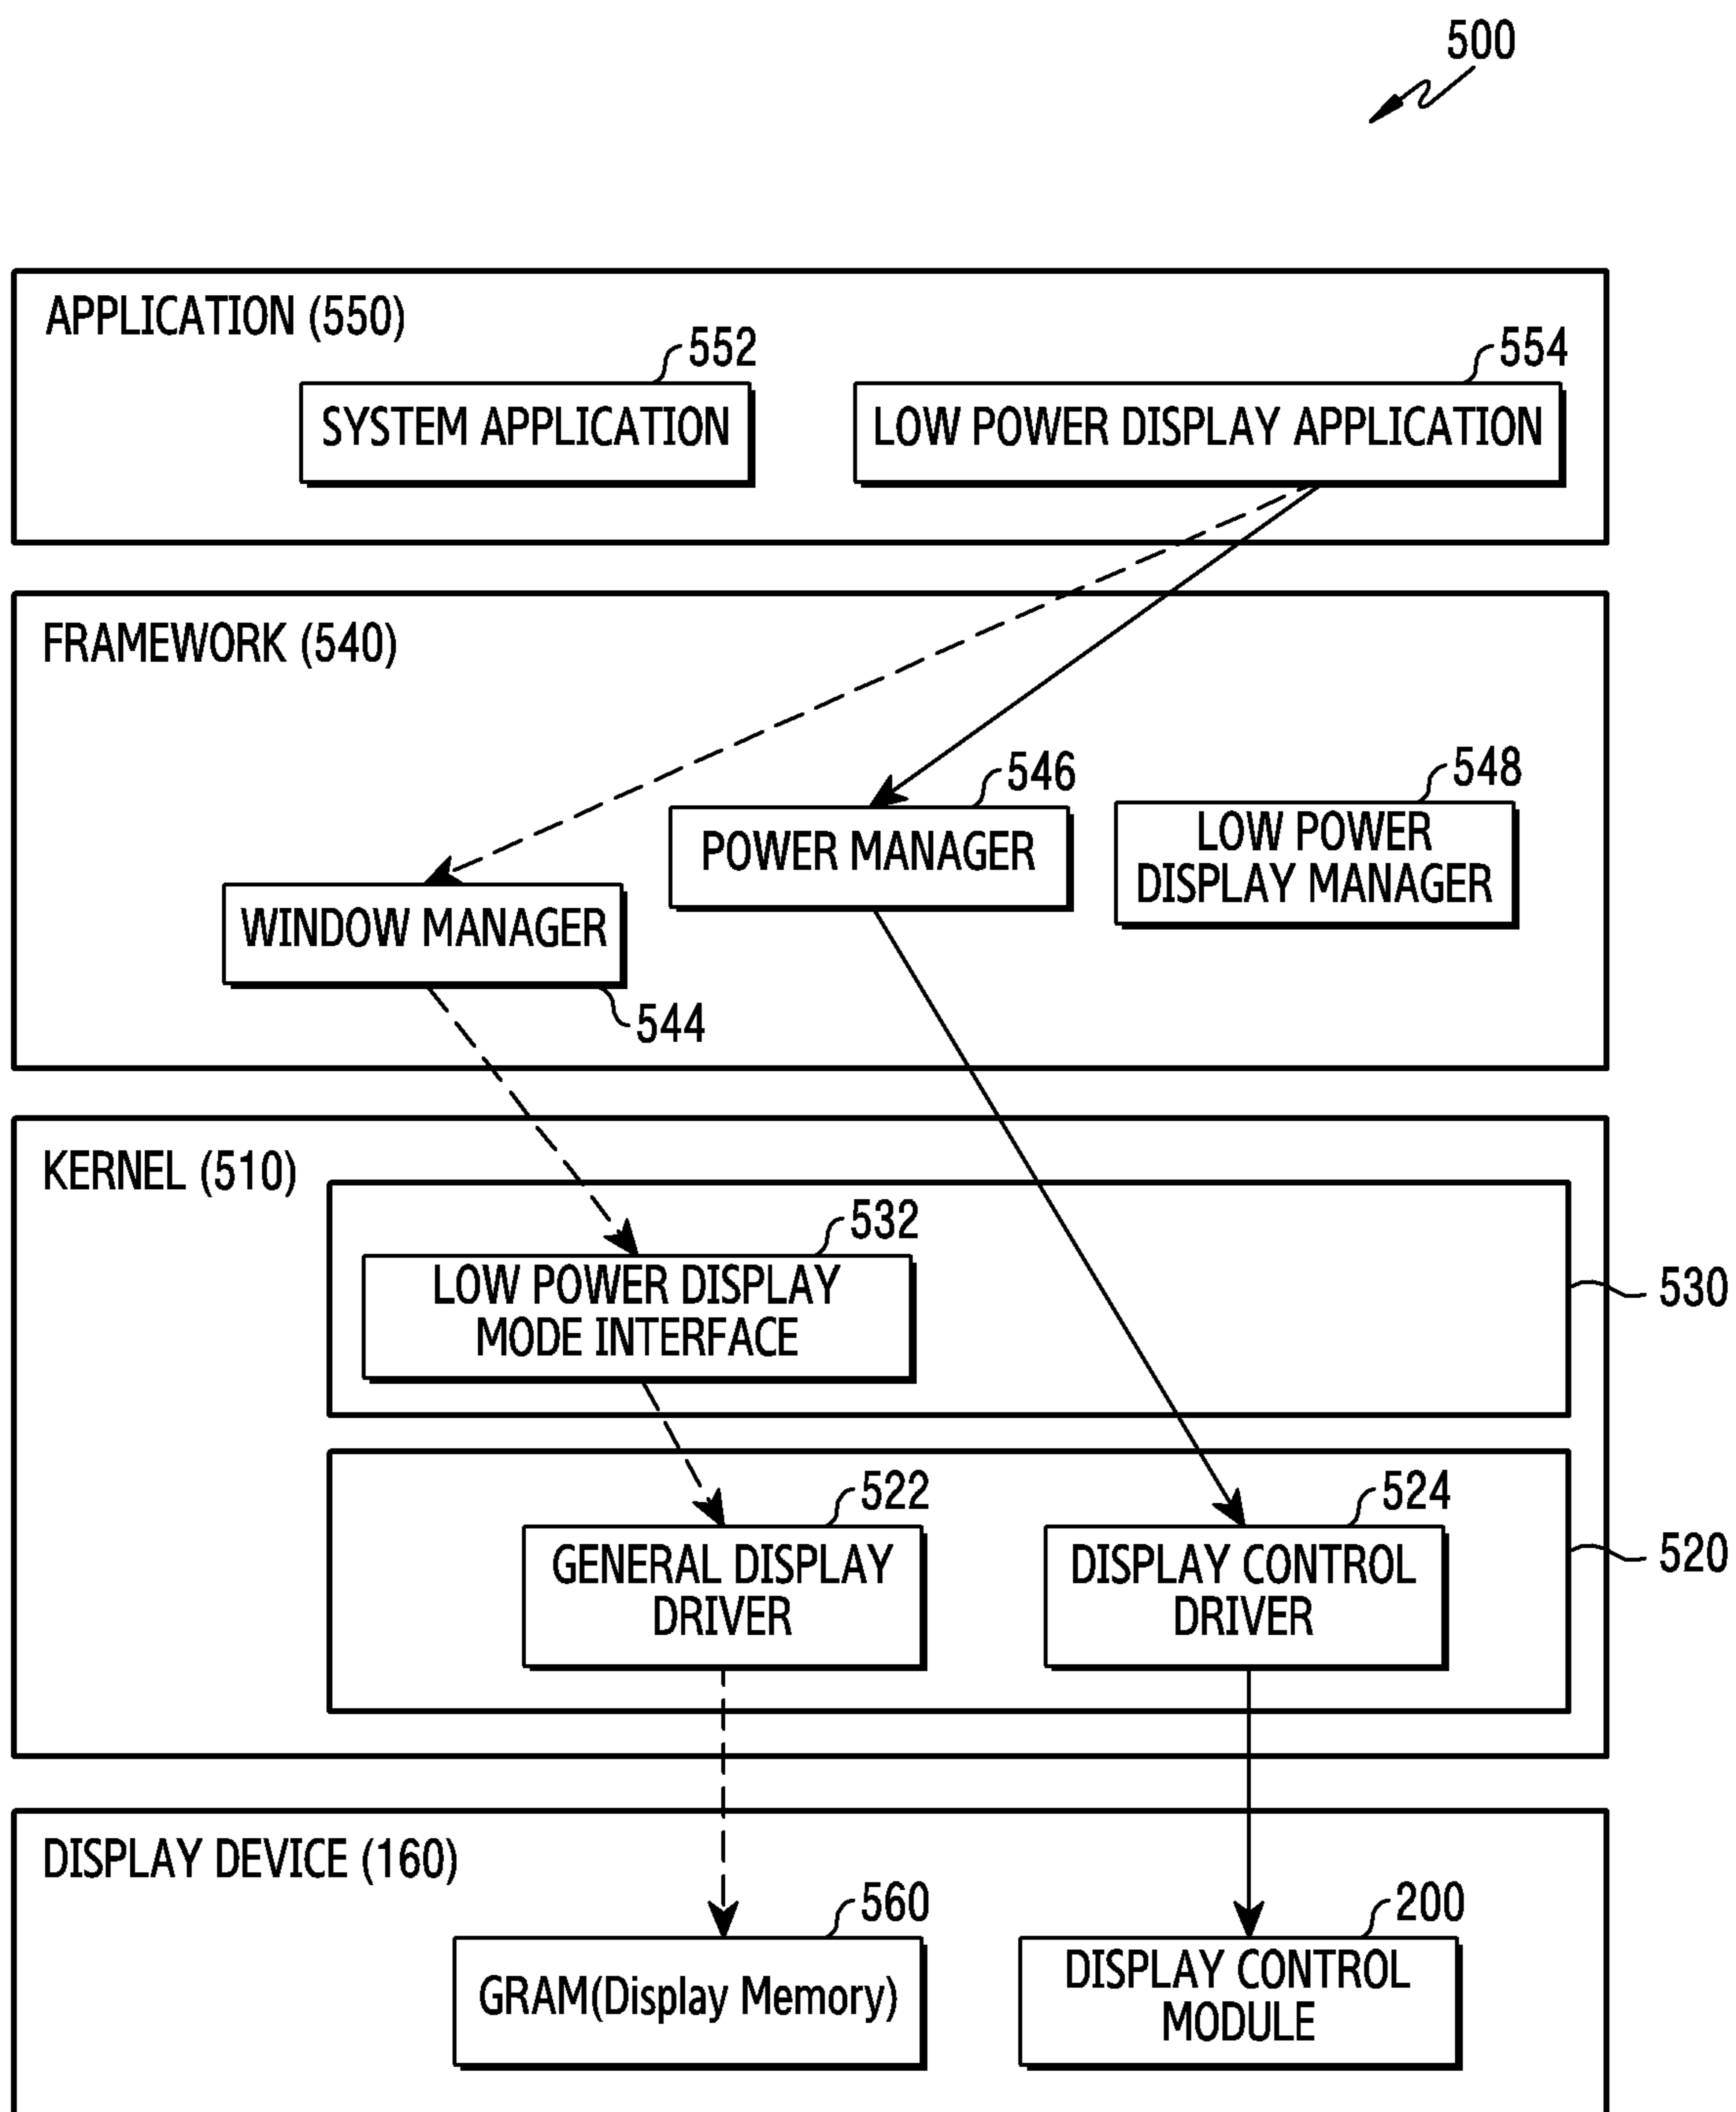 500
APPLICATION (550)
552
554
SYSTEM APPLICATION
LOW POWER DISPLAY APPLICATION
FRAMEWORK (540)
546
548
POWER MANAGER
LOW POWER
DISPLAY MANAGER
WINDOW MANAGER
544
KERNEL (510)
532
LOW POWER DISPLAY
MODE INTERFACE
530
522
524
GENERAL DISPLAY
DRIVER
DISPLAY CONTROL
DRIVER
520
DISPLAY DEVICE (160)
560
200
GRAM(Display Memory)
DISPLAY CONTROL
MODULE